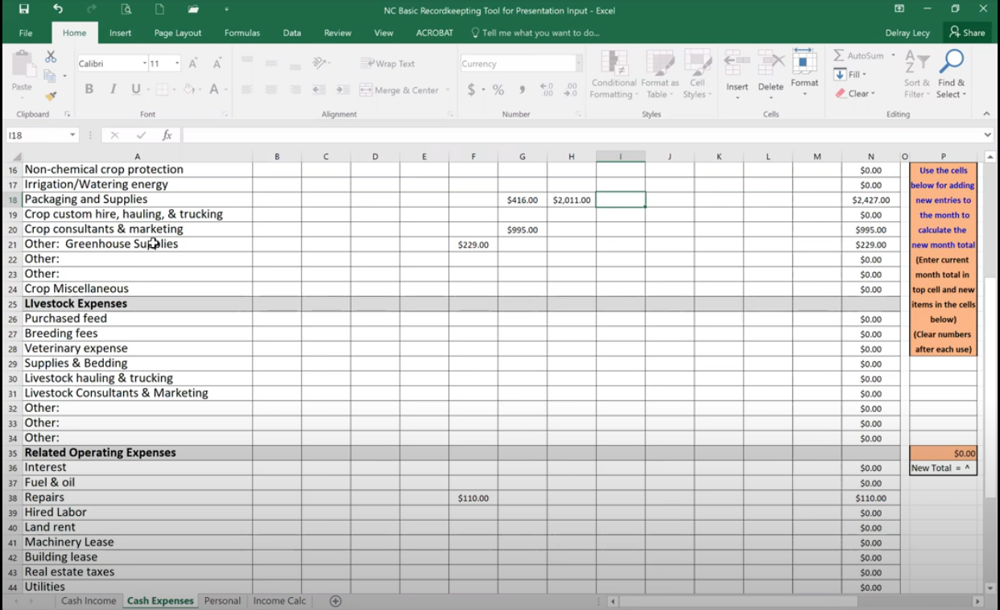 NC Basic Recordkeepting Tool for Presentation Input - Excel
File Home Insert Page Layout Formulas Data Review View ACROBAT Tell me what you want to do... Delray Lecy Share
Paste
Calibri 11
B I U A
Wrap Text
Merge & Center
Currency
$ % ,
Conditional Formatting
Format as Table
Cell Styles
Insert Delete Format
AutoSum
Fill
Clear
Sort & Filter
Find & Select
Clipboard Font Alignment Number Styles Cells Editing
I18 fx
A B C D E F G H I J K L M N O P
16 Non-chemical crop protection $0.00 Use the cells
17 Irrigation/Watering energy $0.00 below for adding
18 Packaging and Supplies $416.00 $2,011.00 $2,427.00 new entries to
19 Crop custom hire, hauling, & trucking $0.00 the month to
20 Crop consultants & marketing $995.00 $995.00 calculate the
21 Other: Greenhouse Supplies $229.00 $229.00 new month total
22 Other: $0.00 (Enter current
23 Other: $0.00 month total in
24 Crop Miscellaneous $0.00 top cell and new
25 LIvestock Expenses items in the cells
26 Purchased feed $0.00 below)
27 Breeding fees $0.00 (Clear numbers
28 Veterinary expense $0.00 after each use)
29 Supplies & Bedding $0.00
30 Livestock hauling & trucking $0.00
31 Livestock Consultants & Marketing $0.00
32 Other: $0.00
33 Other: $0.00
34 Other: $0.00
35 Related Operating Expenses $0.00
36 Interest $0.00 New Total = ^
37 Fuel & oil $0.00
38 Repairs $110.00 $110.00
39 Hired Labor $0.00
40 Land rent $0.00
41 Machinery Lease $0.00
42 Building lease $0.00
43 Real estate taxes $0.00
44 Utilities $0.00
Cash Income Cash Expenses Personal Income Calc